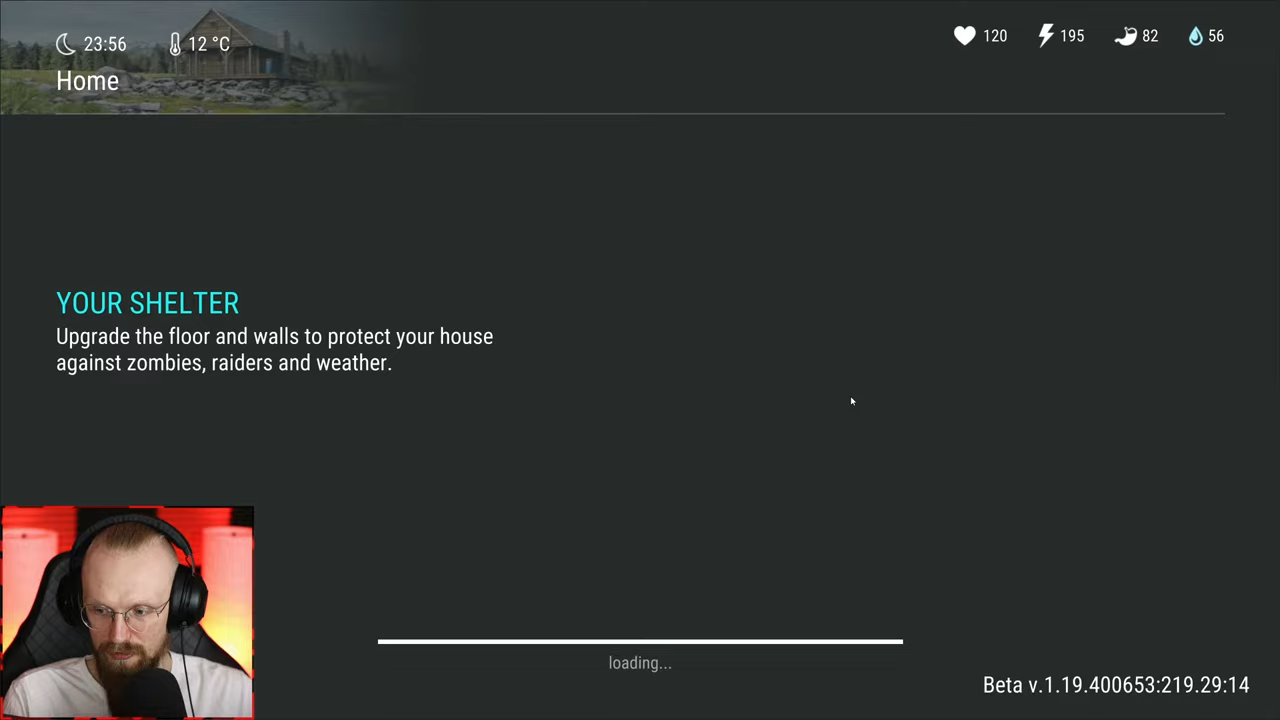 23:56 12 °C 120 195 82 56
Home
YOUR SHELTER
Upgrade the floor and walls to protect your house
against zombies, raiders and weather.
loading...
Beta v.1.19.400653:219.29:14